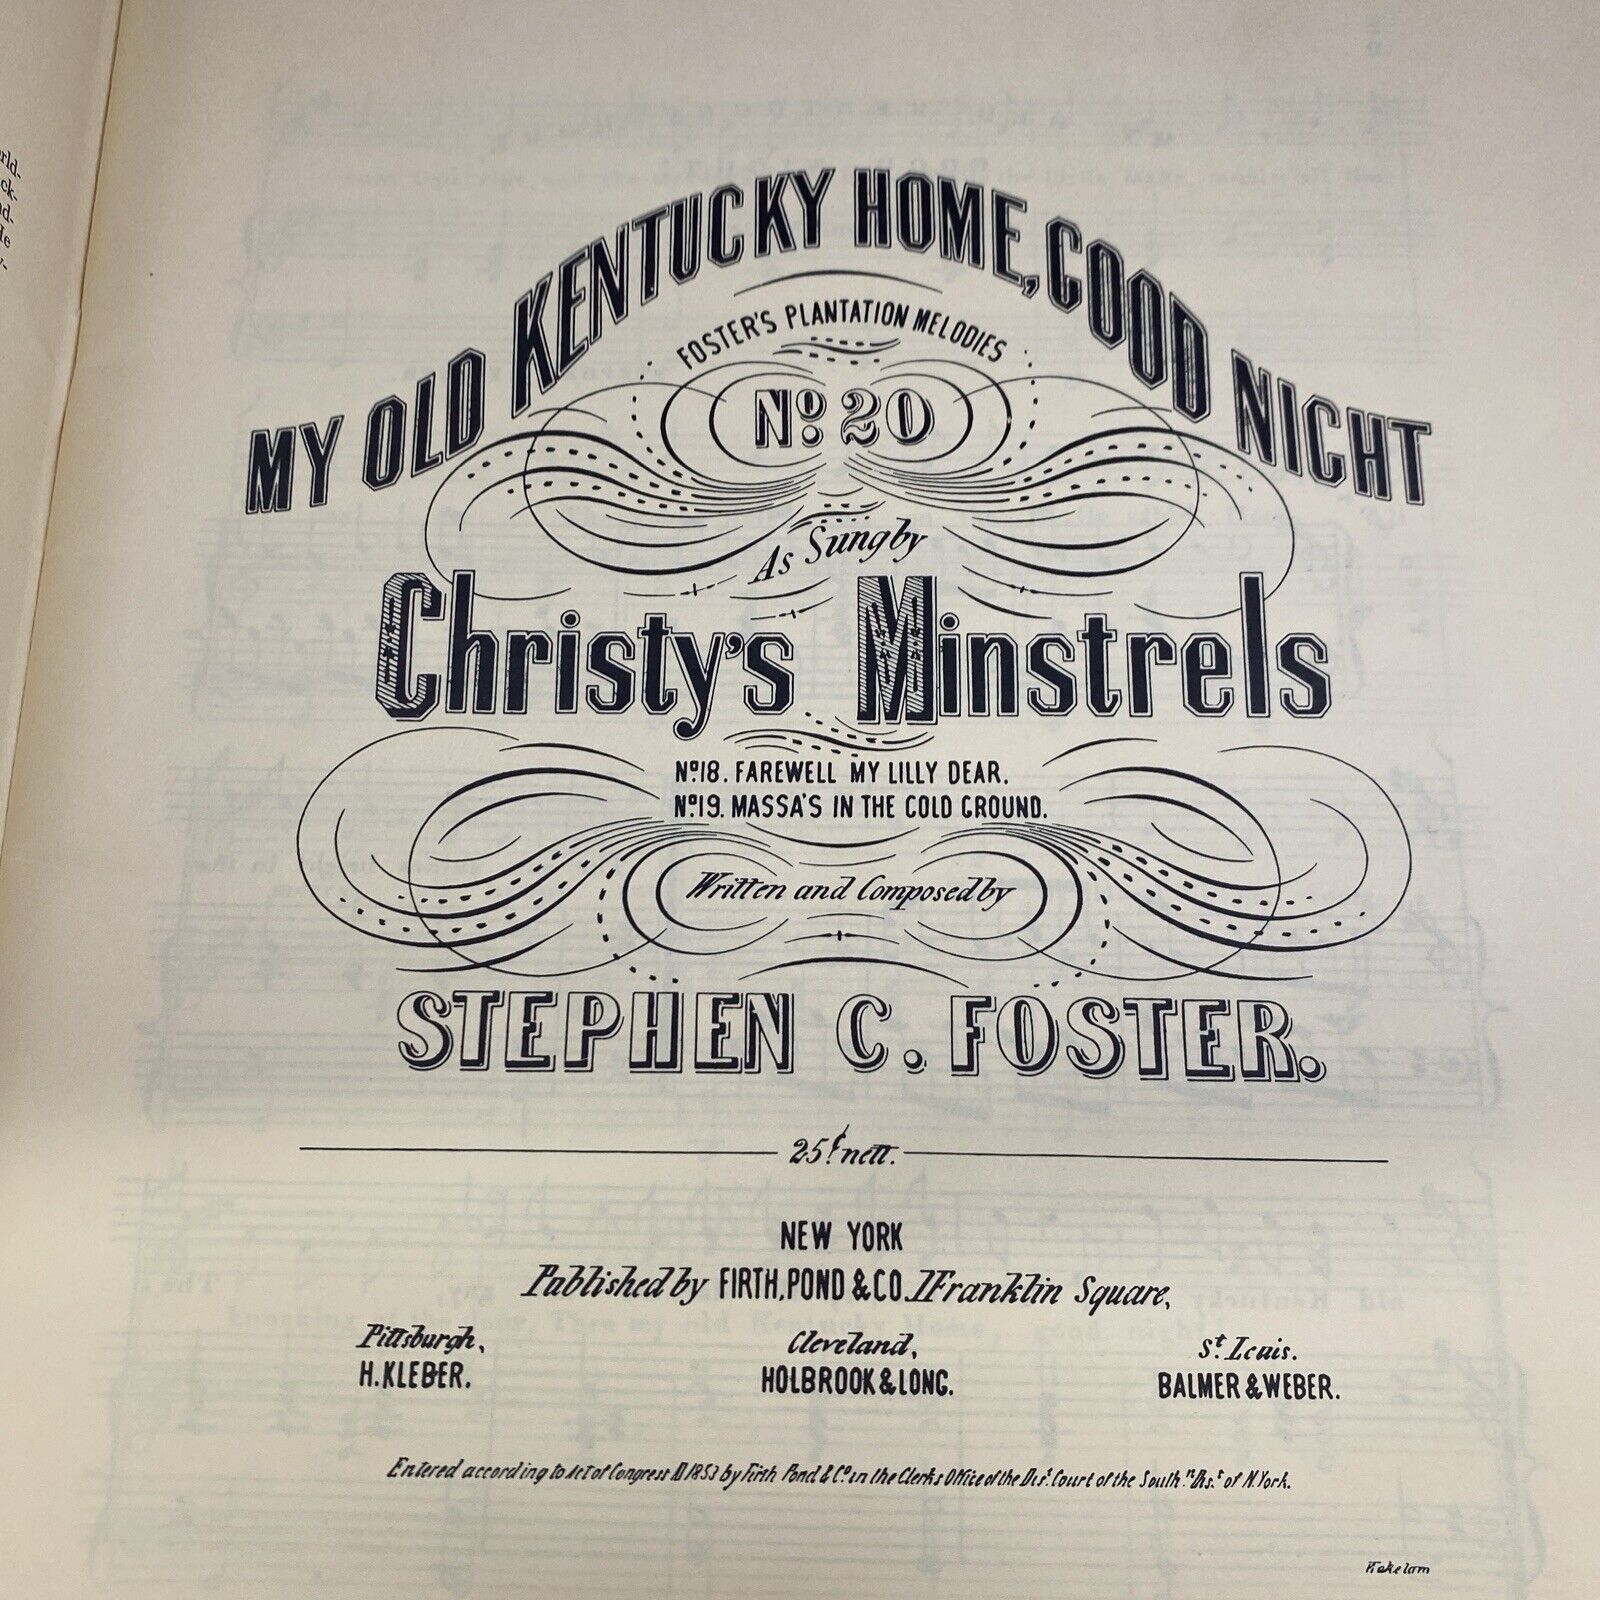 MY OLD KENTUCKY HOME, GOOD NIGHT
FOSTER'S PLANTATION MELODIES
No. 20
As Sung by
Christy's Minstrels
No. 18. FAREWELL MY LILLY DEAR.
No. 19. MASSA'S IN THE COLD GROUND.
Written and Composed by
STEPHEN C. FOSTER.
25¢ nett.
NEW YORK
Published by FIRTH, POND & CO. 1 Franklin Square,
Pittsburgh, Cleveland, St. Louis.
H. KLEBER. HOLBROOK & LONG. BALMER & WEBER.
Entered according to Act of Congress AD 1853 by Firth Pond & Co. in the Clerks Office of the Dist. Court of the Southn. Dist. of N. York.